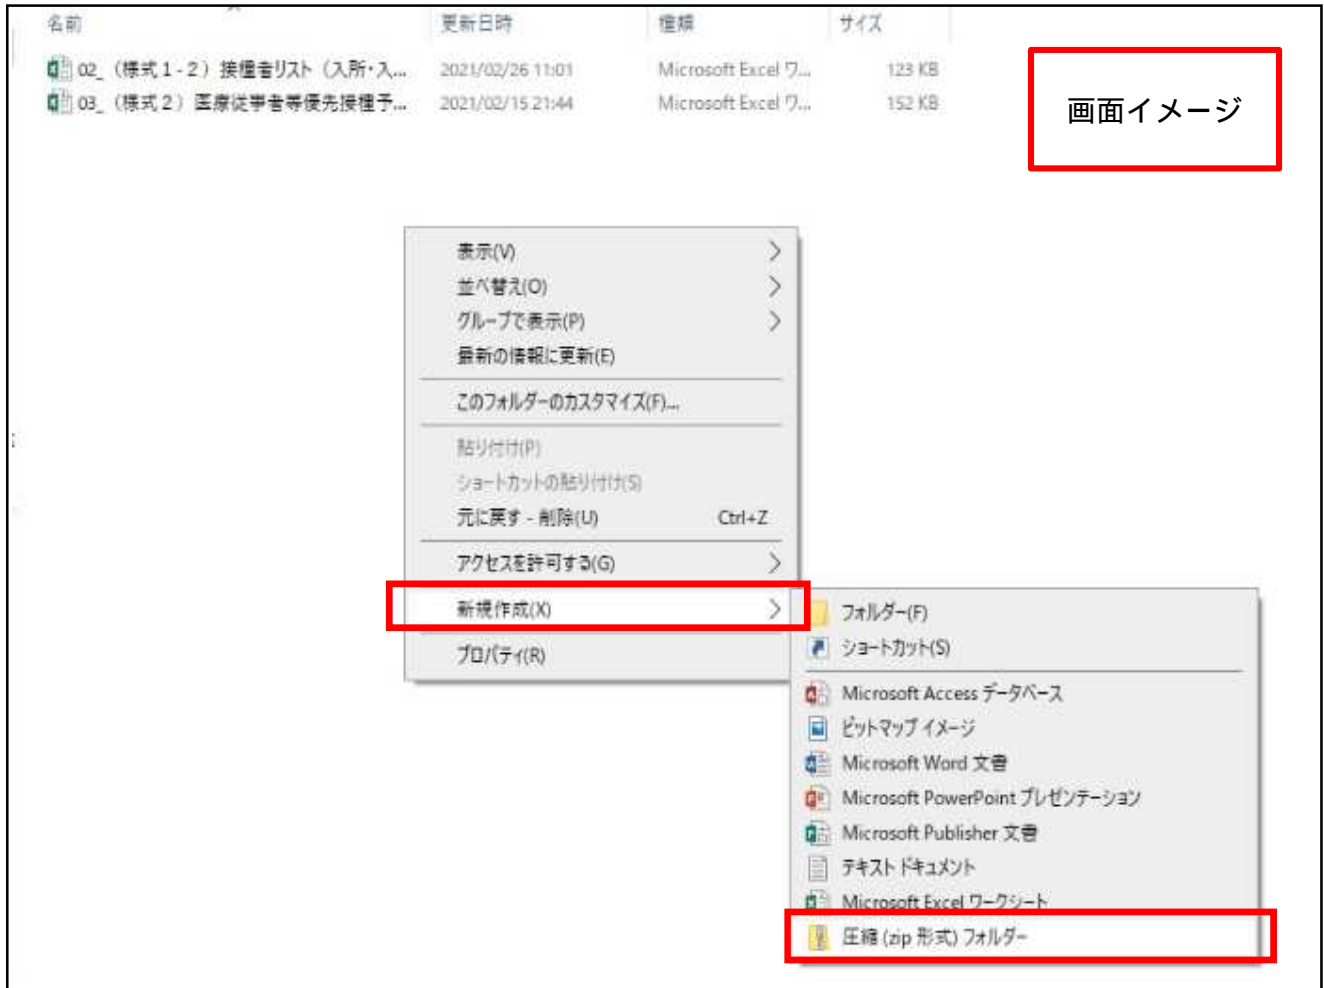 名前 更新日時 種類 サイズ
02_（様式１-２）接種者リスト（入所・入... 2021/02/26 11:01 Microsoft Excel ワ... 123 KB
03_（様式２）医療従事者等優先接種予... 2021/02/15 21:44 Microsoft Excel ワ... 152 KB
画面イメージ
表示(V)
並べ替え(O)
グループで表示(P)
最新の情報に更新(E)
このフォルダーのカスタマイズ(F)...
貼り付け(P)
ショートカットの貼り付け(S)
元に戻す - 削除(U) Ctrl+Z
アクセスを許可する(G)
新規作成(X)
プロパティ(R)
フォルダー(F)
ショートカット(S)
Microsoft Access データベース
ビットマップ イメージ
Microsoft Word 文書
Microsoft PowerPoint プレゼンテーション
Microsoft Publisher 文書
テキスト ドキュメント
Microsoft Excel ワークシート
圧縮 (zip 形式) フォルダー